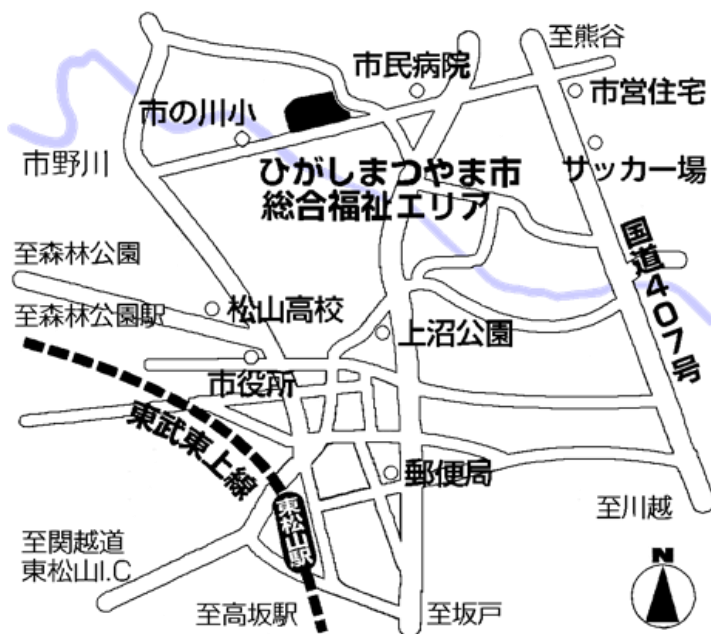 至熊谷
市民病院
市営住宅
市の川小
市野川
サッカー場
ひがしまつやま市
総合福祉エリア
至森林公園
国道407号
至森林公園駅
松山高校
上沼公園
市役所
東武東上線
郵便局
東松山駅
至川越
至関越道
東松山I.C
至高坂駅
至坂戸
N